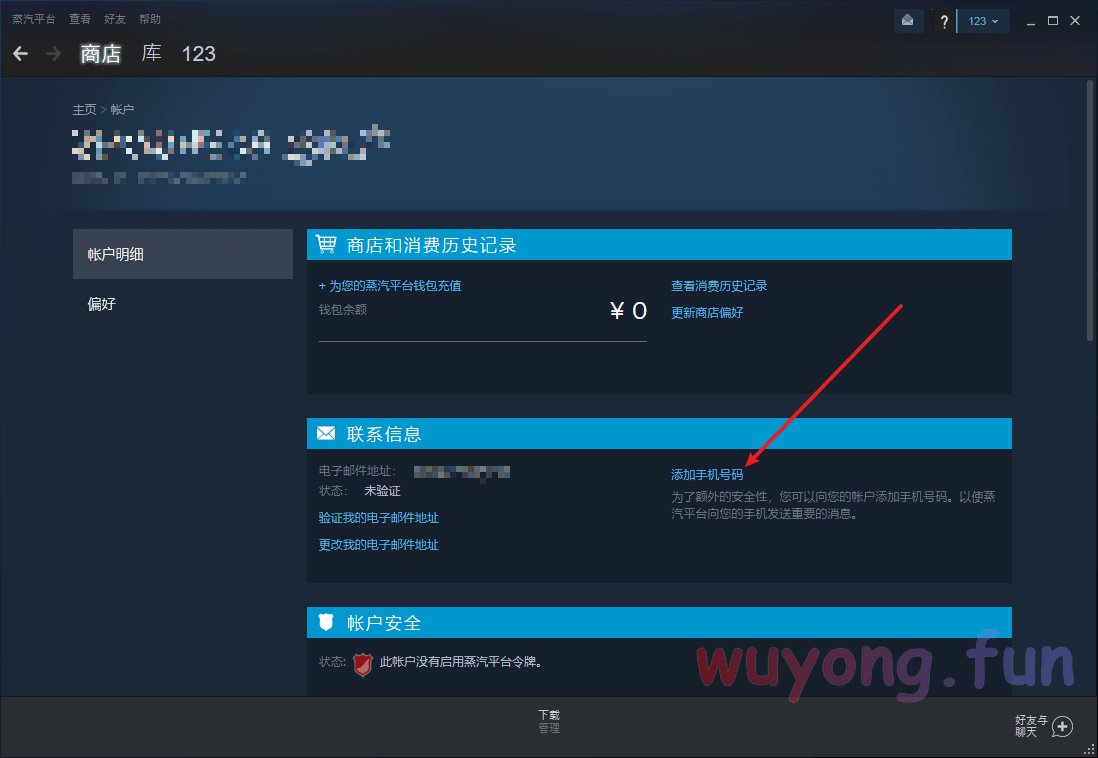 蒸汽平台 查看 好友 帮助
? 123
商店 库 123
主页 > 帐户
帐户明细
偏好
商店和消费历史记录
+ 为您的蒸汽平台钱包充值
钱包余额 ¥ 0
查看消费历史记录
更新商店偏好
联系信息
电子邮件地址:
状态: 未验证
验证我的电子邮件地址
更改我的电子邮件地址
添加手机号码
为了额外的安全性，您可以向您的帐户添加手机号码。以使蒸
汽平台向您的手机发送重要的消息。
帐户安全
状态: 此帐户没有启用蒸汽平台令牌。
wuyong.fun
下载
管理
好友与
聊天